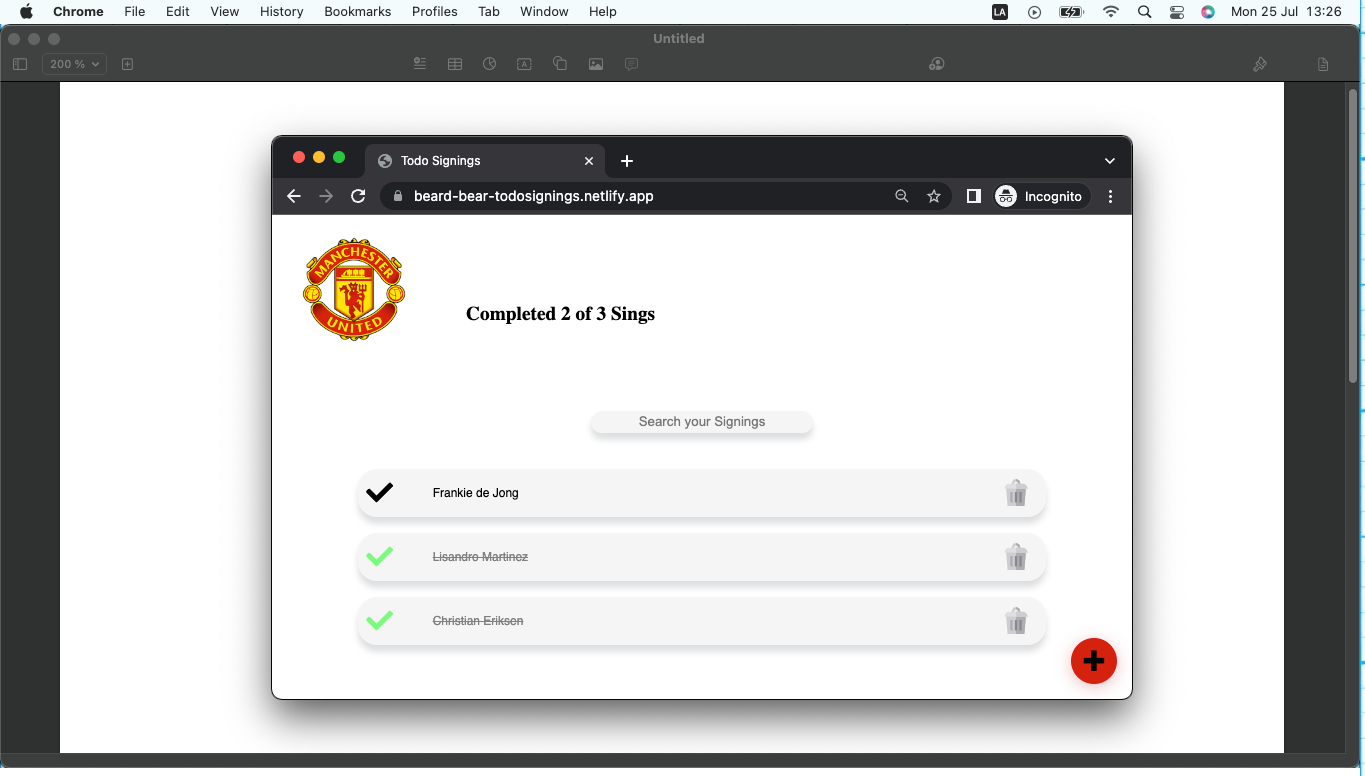 Chrome File Edit View History Bookmarks Profiles Tab Window Help LA Mon 25 Jul 13:26
Untitled
200 %
A
Todo Signings
beard-bear-todosignings.netlify.app Incognito
MANCHESTER
UNITED
Completed 2 of 3 Sings
Search your Signings
Frankie de Jong
Lisandro Martinez
Christian Eriksen